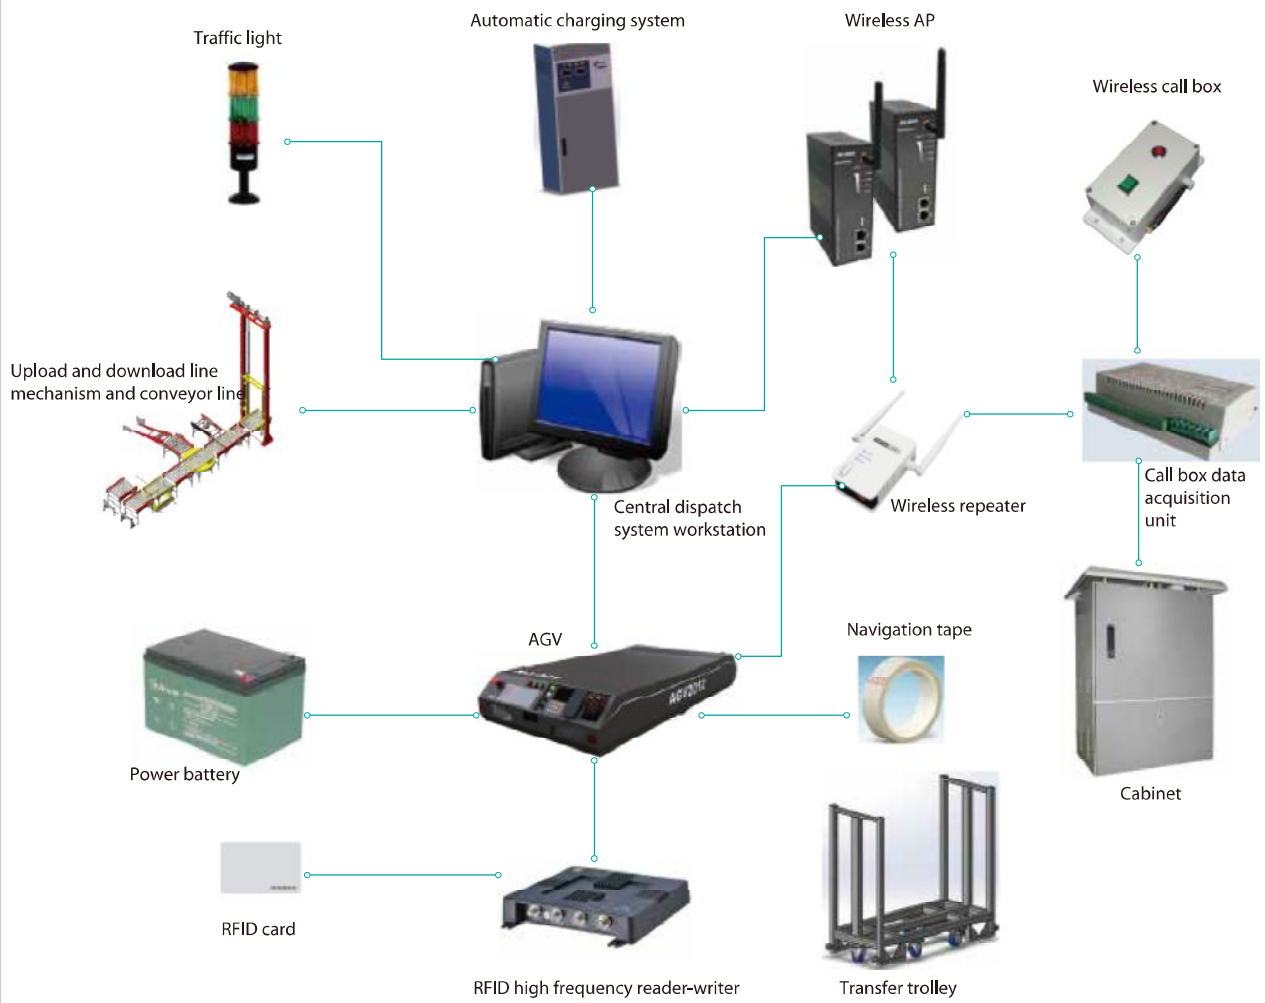 Automatic charging system
Wireless AP
Traffic light
Wireless call box
Upload and download line
mechanism and conveyor line
Central dispatch
system workstation
Wireless repeater
Call box data
acquisition
unit
AGV
Navigation tape
AGV2012
Power battery
Cabinet
RFID card
RFID high frequency reader-writer
Transfer trolley